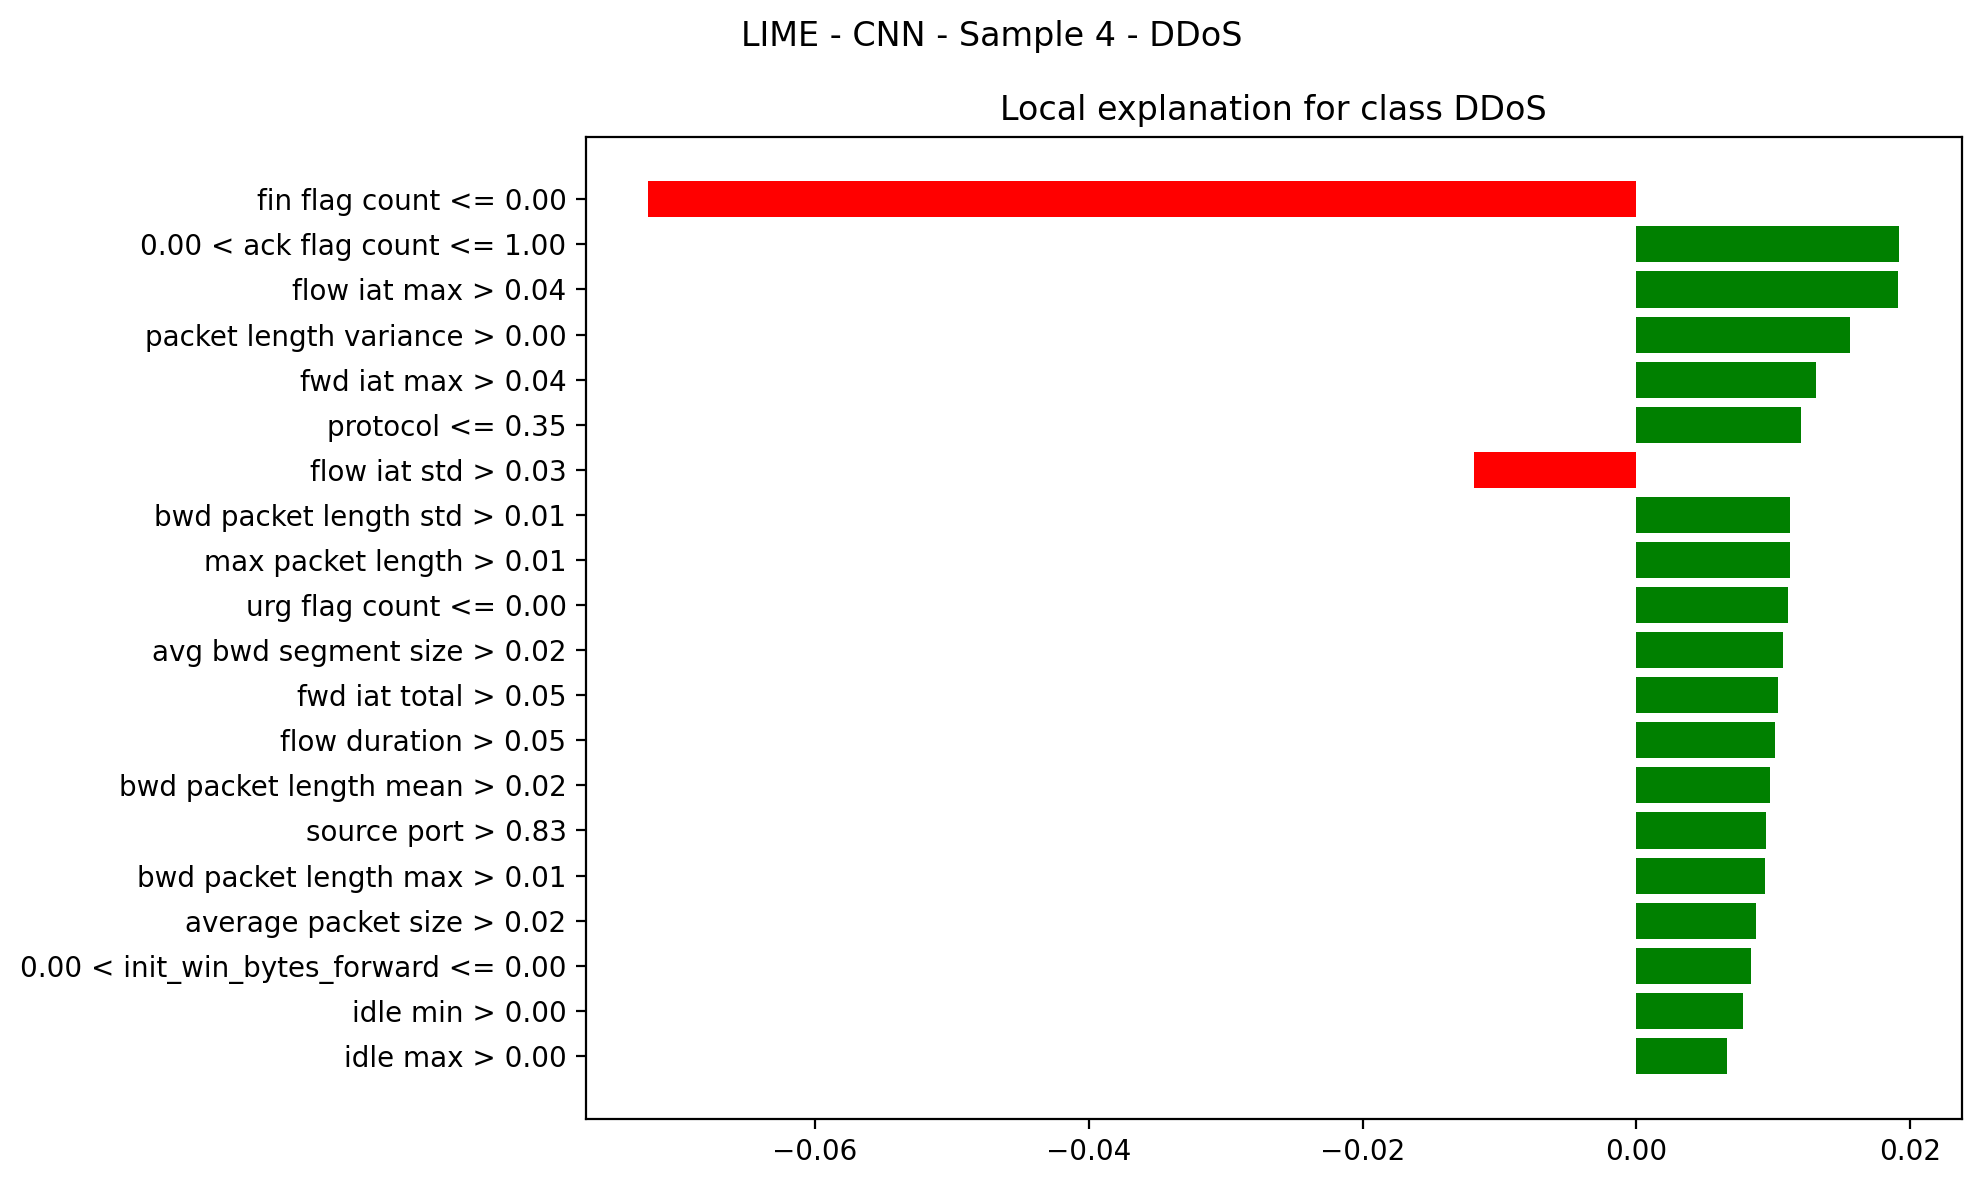 LIME - CNN - Sample 4 - DDoS
Local explanation for class DDoS
fin flag count <= 0.00
0.00 < ack flag count <= 1.00
flow iat max > 0.04
packet length variance > 0.00
fwd iat max > 0.04
protocol <= 0.35
flow iat std > 0.03
bwd packet length std > 0.01
max packet length > 0.01
urg flag count <= 0.00
avg bwd segment size > 0.02
fwd iat total > 0.05
flow duration > 0.05
bwd packet length mean > 0.02
source port > 0.83
bwd packet length max > 0.01
average packet size > 0.02
0.00 < init_win_bytes_forward <= 0.00
idle min > 0.00
idle max > 0.00
−0.06 −0.04 −0.02 0.00 0.02